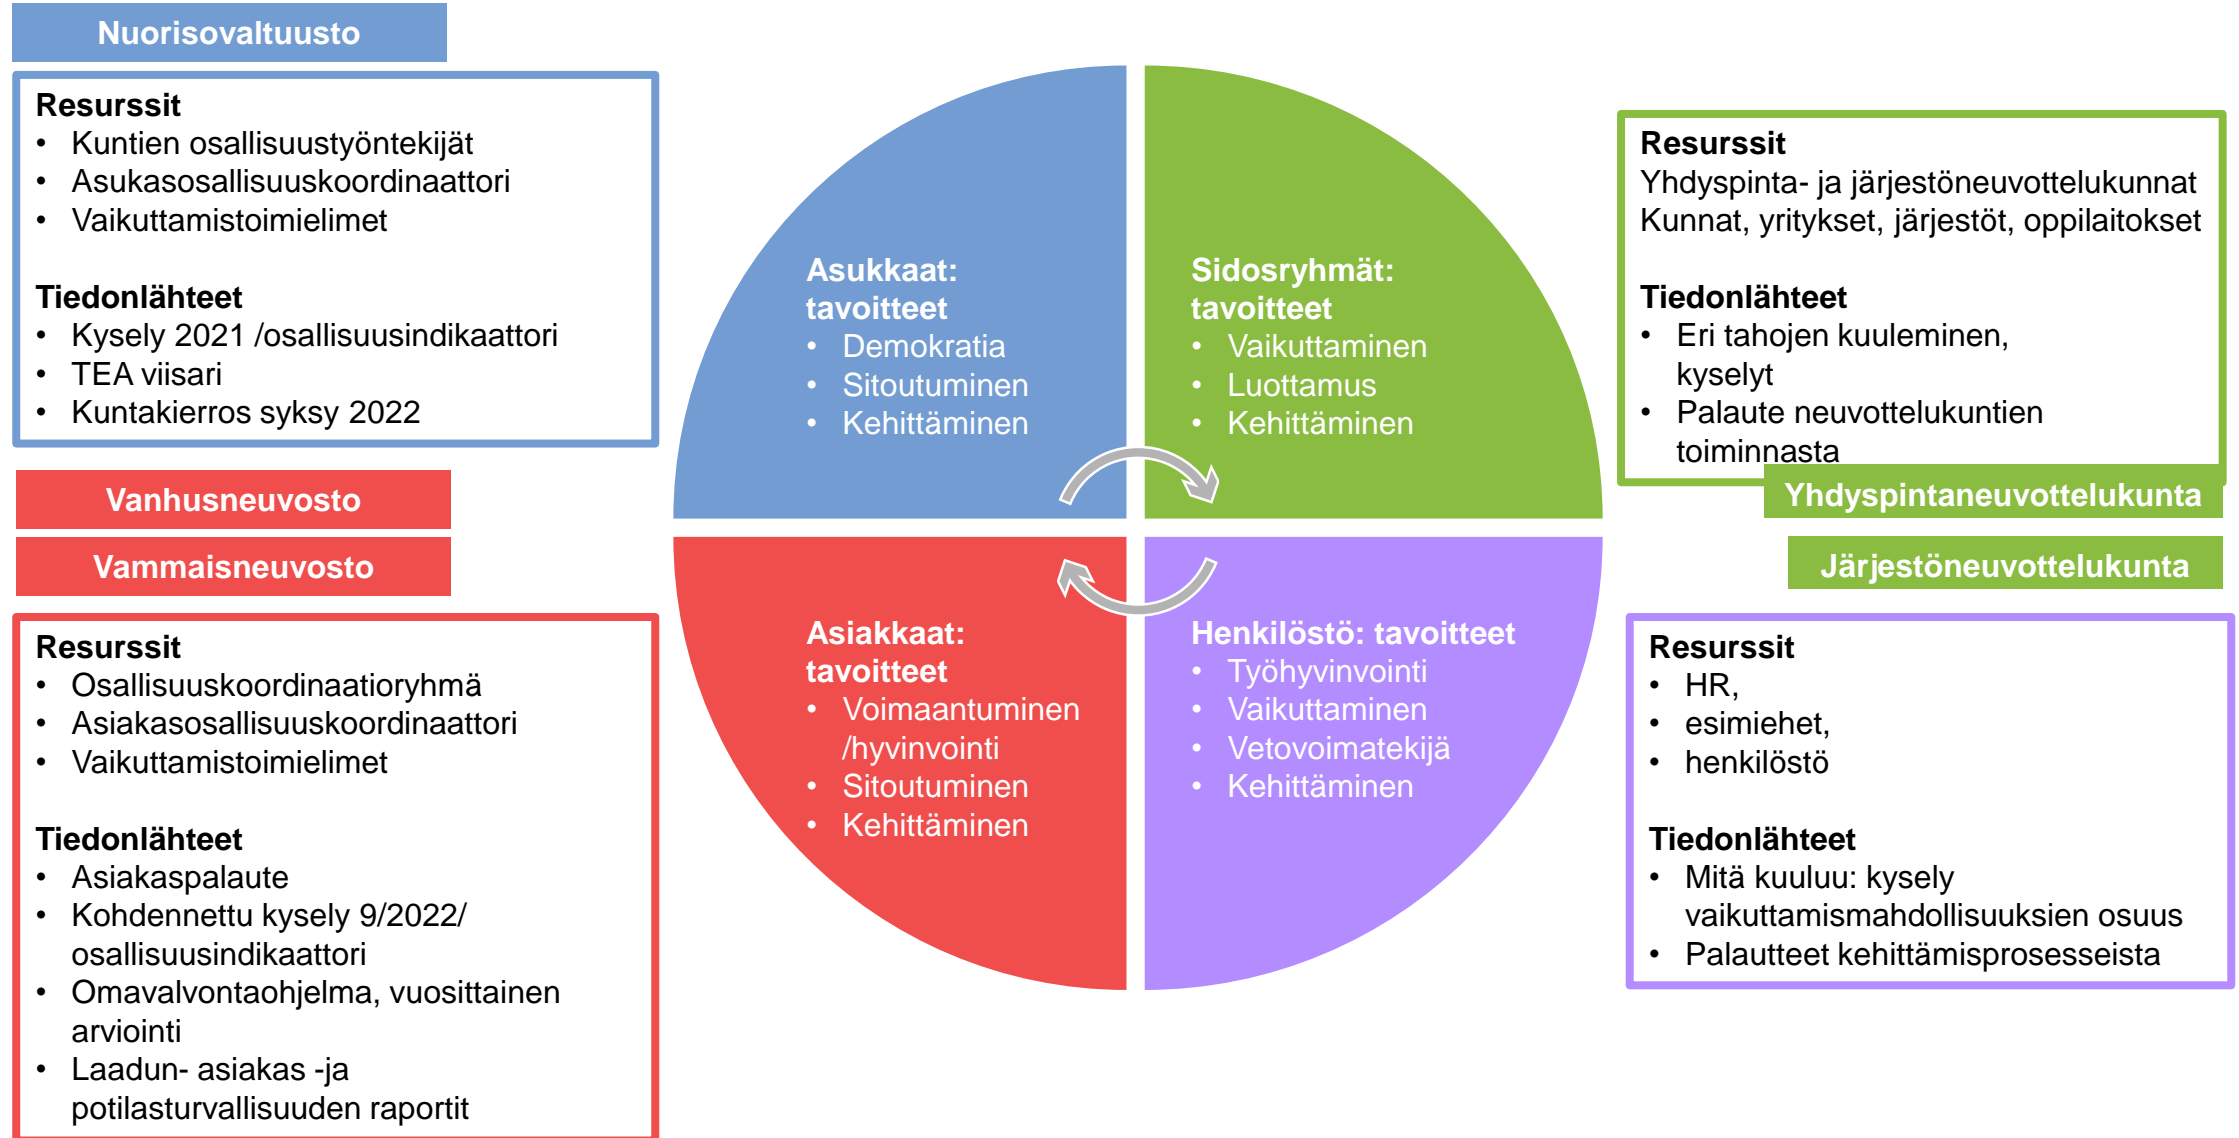 Nuorisovaltuusto
Resurssit
• Kuntien osallisuustyöntekijät
• Asukasosallisuuskoordinaattori
• Vaikuttamistoimielimet
Tiedonlähteet
• Kysely 2021 /osallisuusindikaattori
• TEA viisari
• Kuntakierros syksy 2022
Vanhusneuvosto
Vammaisneuvosto
Resurssit
• Osallisuuskoordinaatioryhmä
• Asiakasosallisuuskoordinaattori
• Vaikuttamistoimielimet
Tiedonlähteet
• Asiakaspalaute
• Kohdennettu kysely 9/2022/
osallisuusindikaattori
• Omavalvontaohjelma, vuosittainen
arviointi
• Laadun- asiakas -ja
potilasturvallisuuden raportit
Asukkaat:
tavoitteet
• Demokratia
• Sitoutuminen
• Kehittäminen
Sidosryhmät:
tavoitteet
• Vaikuttaminen
• Luottamus
• Kehittäminen
Asiakkaat:
tavoitteet
• Voimaantuminen
/hyvinvointi
• Sitoutuminen
• Kehittäminen
Henkilöstö: tavoitteet
• Työhyvinvointi
• Vaikuttaminen
• Vetovoimatekijä
• Kehittäminen
Resurssit
Yhdyspinta- ja järjestöneuvottelukunnat
Kunnat, yritykset, järjestöt, oppilaitokset
Tiedonlähteet
• Eri tahojen kuuleminen,
kyselyt
• Palaute neuvottelukuntien
toiminnasta
Yhdyspintaneuvottelukunta
Järjestöneuvottelukunta
Resurssit
• HR,
• esimiehet,
• henkilöstö
Tiedonlähteet
• Mitä kuuluu: kysely
vaikuttamismahdollisuuksien osuus
• Palautteet kehittämisprosesseista